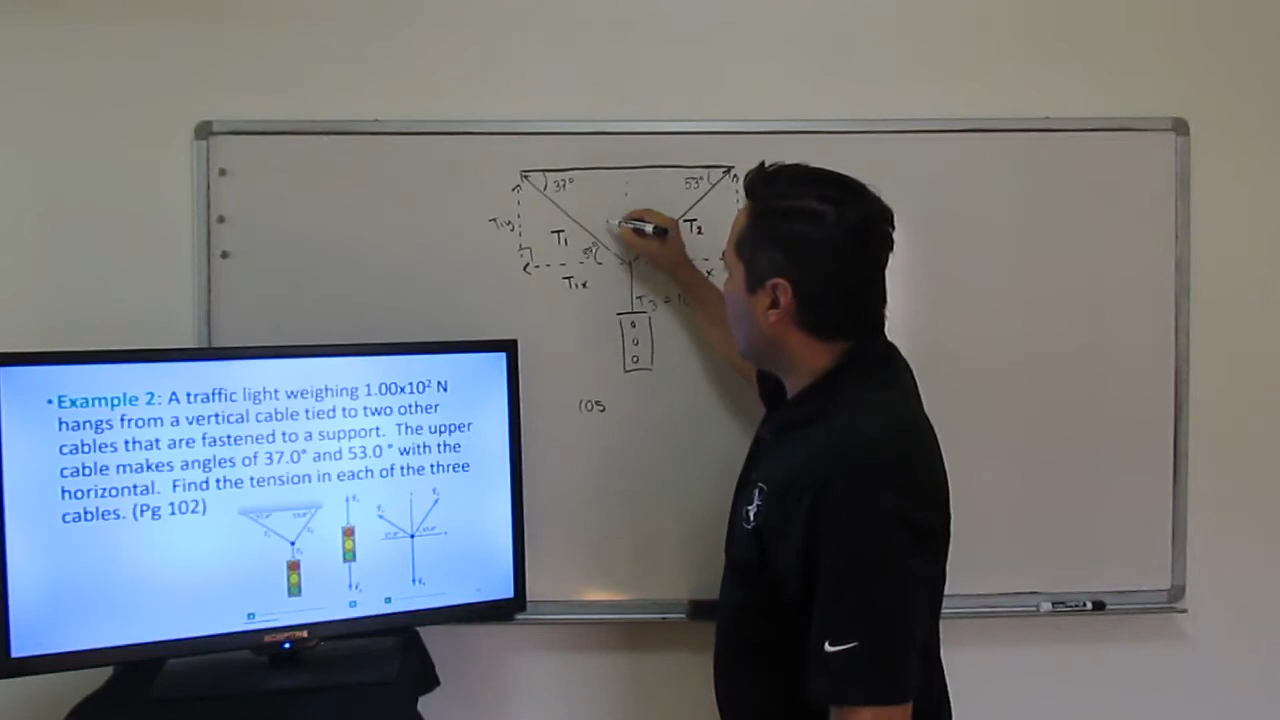 37°
53°
T1y
T1
T2
T1x
x
T3 = 10
105
• Example 2: A traffic light weighing 1.00x10² N
hangs from a vertical cable tied to two other
cables that are fastened to a support. The upper
cable makes angles of 37.0° and 53.0 ° with the
horizontal. Find the tension in each of the three
cables. (Pg 102)
SCEPTRE